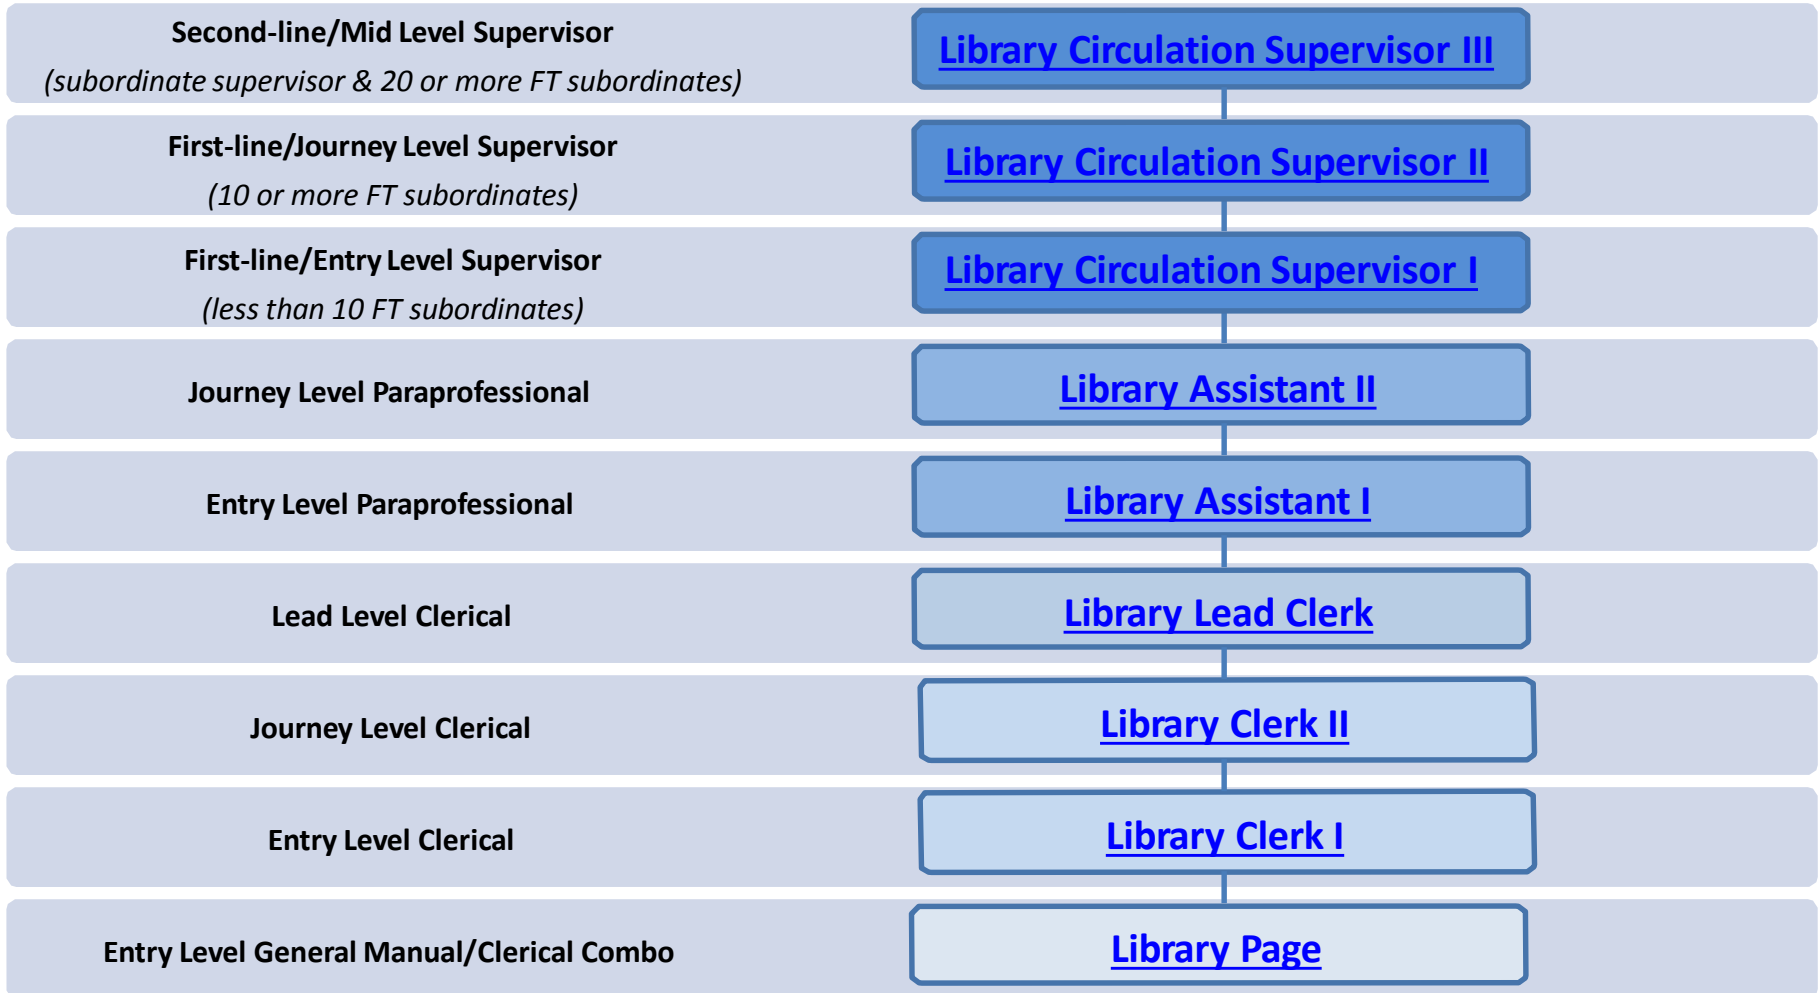 Second-line/Mid Level Supervisor
(subordinate supervisor & 20 or more FT subordinates)
Library Circulation Supervisor III
First-line/Journey Level Supervisor
(10 or more FT subordinates)
Library Circulation Supervisor II
First-line/Entry Level Supervisor
(less than 10 FT subordinates)
Library Circulation Supervisor I
Journey Level Paraprofessional
Library Assistant II
Entry Level Paraprofessional
Library Assistant I
Lead Level Clerical
Library Lead Clerk
Journey Level Clerical
Library Clerk II
Entry Level Clerical
Library Clerk I
Entry Level General Manual/Clerical Combo
Library Page